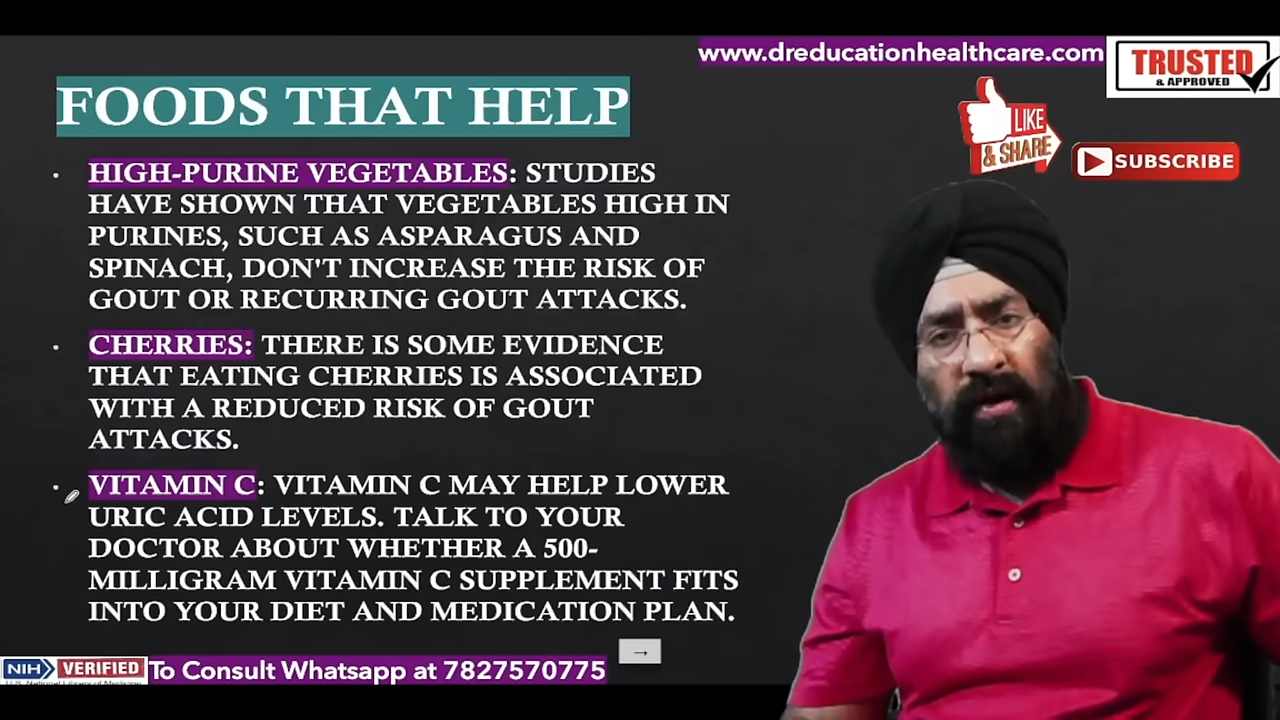 www.dreducationhealthcare.com
TRUSTED
& APPROVED
FOODS THAT HELP
LIKE
& SHARE
SUBSCRIBE
· HIGH-PURINE VEGETABLES: STUDIES
HAVE SHOWN THAT VEGETABLES HIGH IN
PURINES, SUCH AS ASPARAGUS AND
SPINACH, DON'T INCREASE THE RISK OF
GOUT OR RECURRING GOUT ATTACKS.
· CHERRIES: THERE IS SOME EVIDENCE
THAT EATING CHERRIES IS ASSOCIATED
WITH A REDUCED RISK OF GOUT
ATTACKS.
· VITAMIN C: VITAMIN C MAY HELP LOWER
URIC ACID LEVELS. TALK TO YOUR
DOCTOR ABOUT WHETHER A 500-
MILLIGRAM VITAMIN C SUPPLEMENT FITS
INTO YOUR DIET AND MEDICATION PLAN.
→
NIH VERIFIED
U.S. National Library of Medicine
To Consult Whatsapp at 7827570775